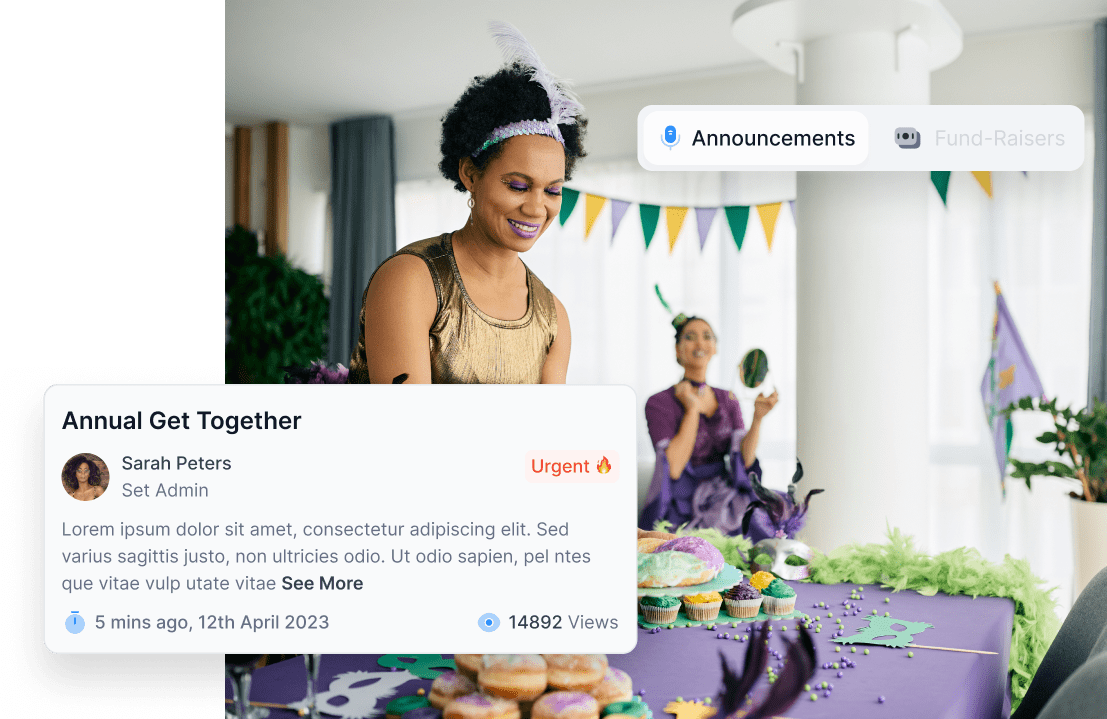 Announcements
Fund-Raisers
Annual Get Together
Sarah Peters
Set Admin
Urgent
Lorem ipsum dolor sit amet, consectetur adipiscing elit. Sed
varius sagittis justo, non ultricies odio. Ut odio sapien, pel ntes
que vitae vulp utate vitae See More
5 mins ago, 12th April 2023
14892 Views